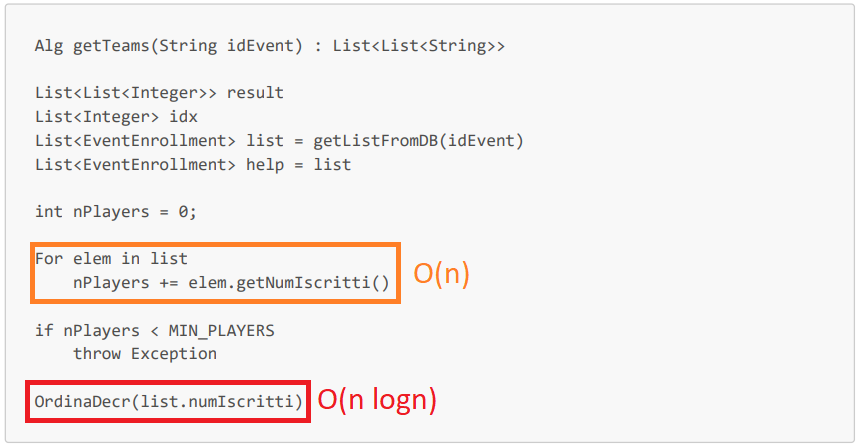 Alg getTeams(String idEvent) : List<List<String>>
List<List<Integer>> result
List<Integer> idx
List<EventEnrollment> list = getListFromDB(idEvent)
List<EventEnrollment> help = list
int nPlayers = 0;
For elem in list
nPlayers += elem.getNumIscritti()
O(n)
if nPlayers < MIN_PLAYERS
throw Exception
OrdinaDecr(list.numIscritti) O(n logn)